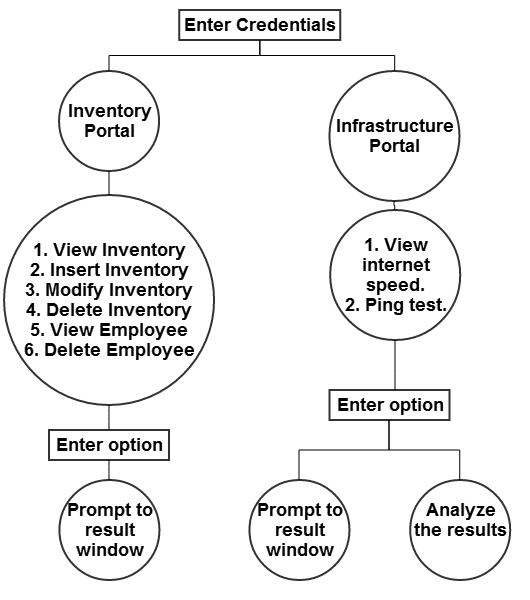 Enter Credentials
Inventory
Portal
Infrastructure
Portal
1. View Inventory
2. Insert Inventory
3. Modify Inventory
4. Delete Inventory
5. View Employee
6. Delete Employee
1. View
internet
speed.
2. Ping test.
Enter option
Enter option
Prompt to
result
window
Prompt to
result
window
Analyze
the results